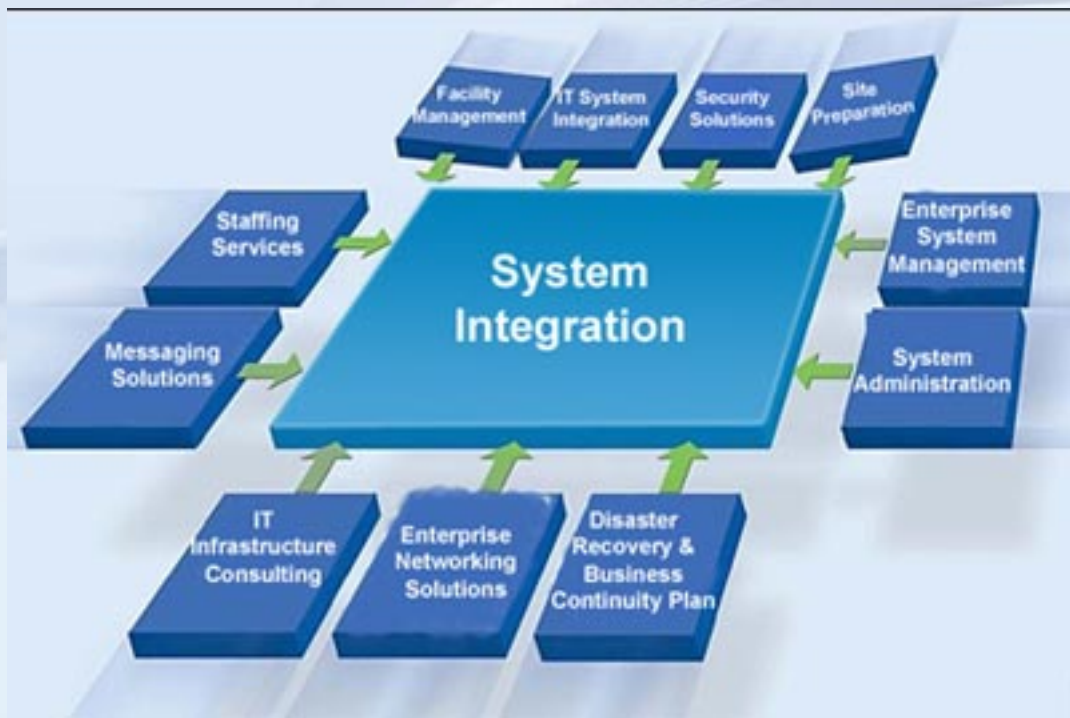 Facility
Management
IT System
Integration
Security
Solutions
Site
Preparation
Staffing
Services
System
Integration
Enterprise
System
Management
Messaging
Solutions
System
Administration
IT
Infrastructure
Consulting
Enterprise
Networking
Solutions
Disaster
Recovery &
Business
Continuity Plan